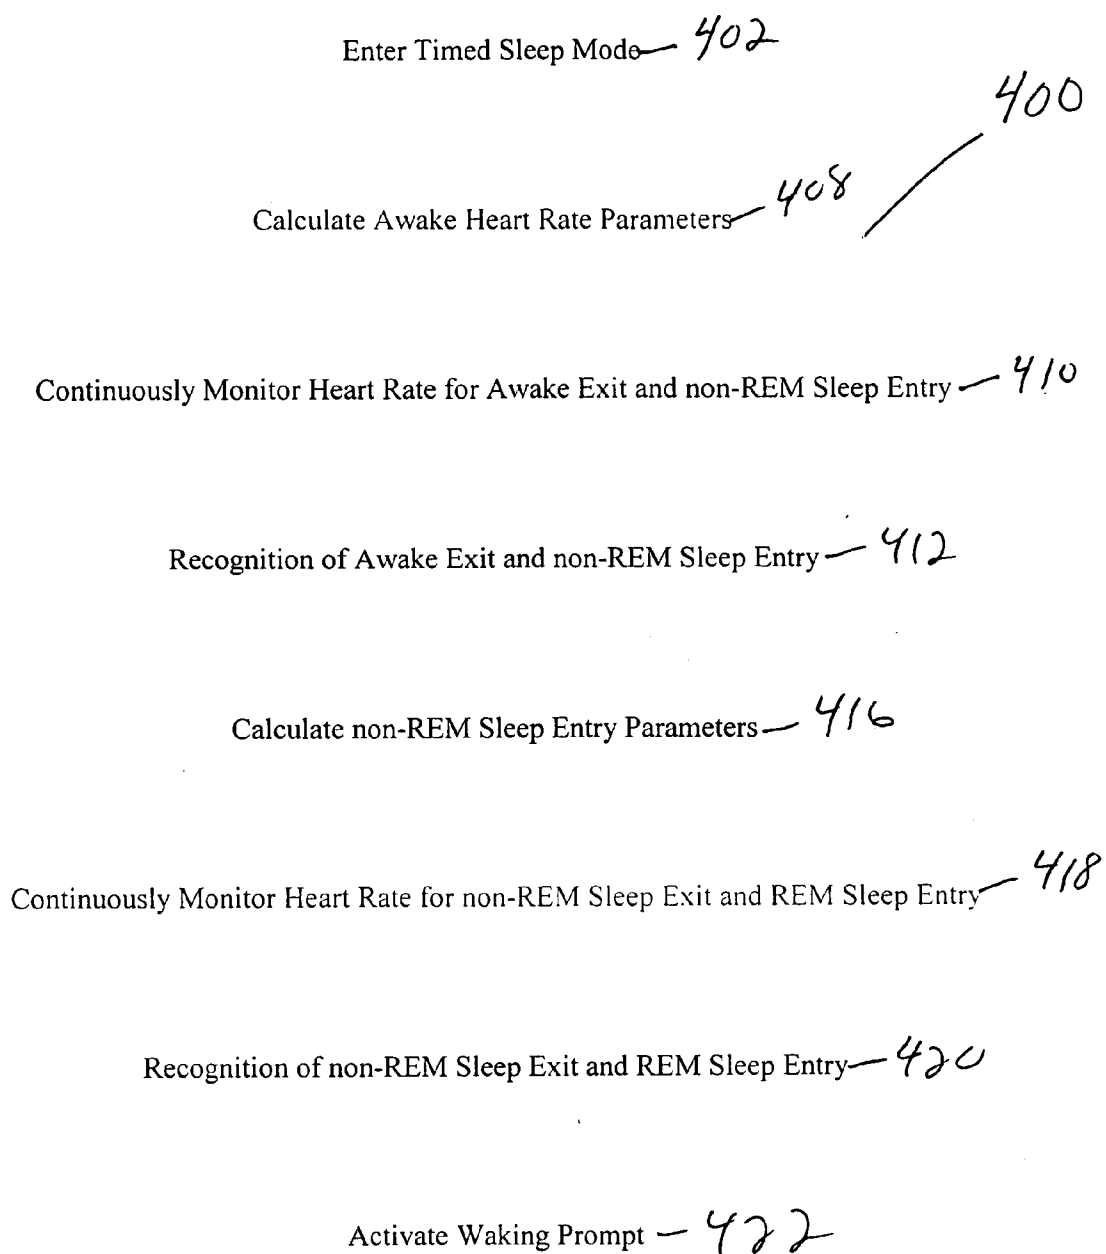 Enter Timed Sleep Mode 402
400
Calculate Awake Heart Rate Parameters 408
Continuously Monitor Heart Rate for Awake Exit and non-REM Sleep Entry 410
Recognition of Awake Exit and non-REM Sleep Entry 412
Calculate non-REM Sleep Entry Parameters 416
Continuously Monitor Heart Rate for non-REM Sleep Exit and REM Sleep Entry 418
Recognition of non-REM Sleep Exit and REM Sleep Entry 420
Activate Waking Prompt 422